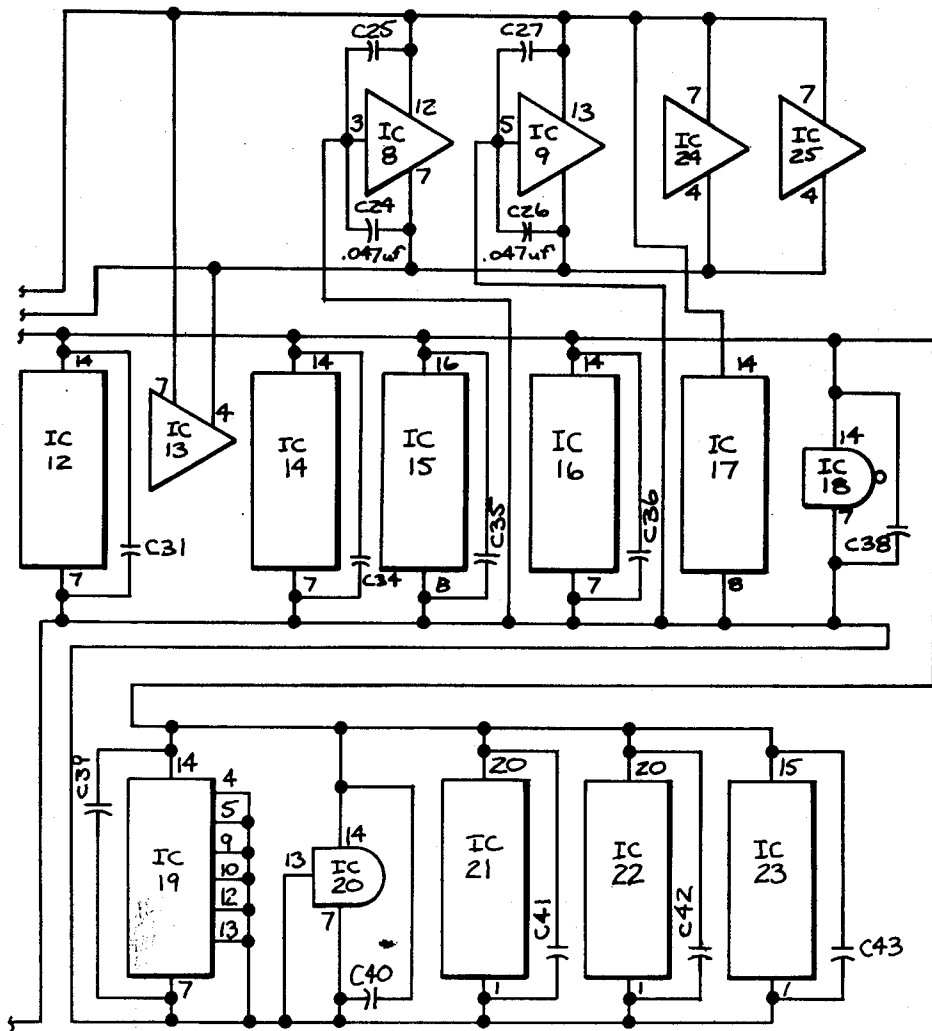 C25
C27
12
13
7
7
3
IC
8
5
IC
9
IC
24
IC
25
7
4
4
C24
.047uf
C26
.047uf
14
7
4
14
16
14
14
IC
12
IC
13
IC
14
IC
15
IC
16
IC
17
14
IC
18
7
C31
C34
C35
C36
C38
7
7
8
7
8
C39
14
4
5
9
10
12
13
IC
19
7
14
13
IC
20
7
C40
20
IC
21
C41
1
20
IC
22
C42
1
15
IC
23
C43
1